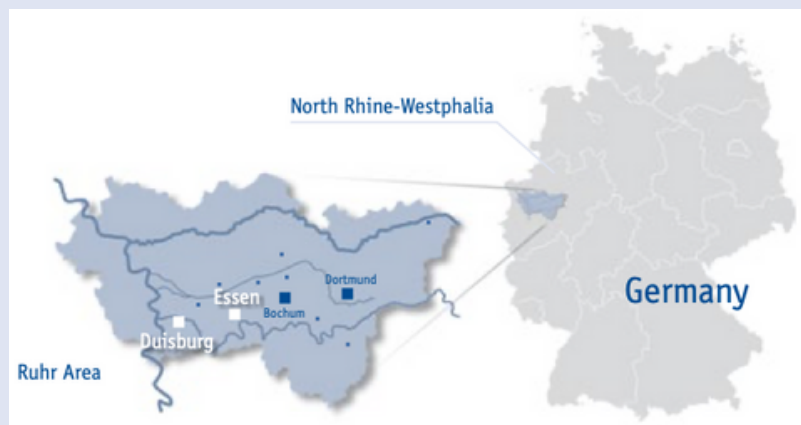 North Rhine-Westphalia
Germany
Dortmund
Essen
Bochum
Duisburg
Ruhr Area